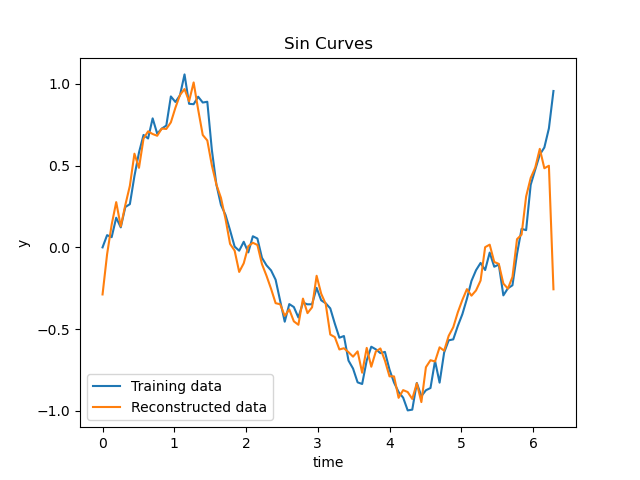 Sin Curves
1.0
0.5
0.0
−0.5
−1.0
y
Training data
Reconstructed data
0 1 2 3 4 5 6
time